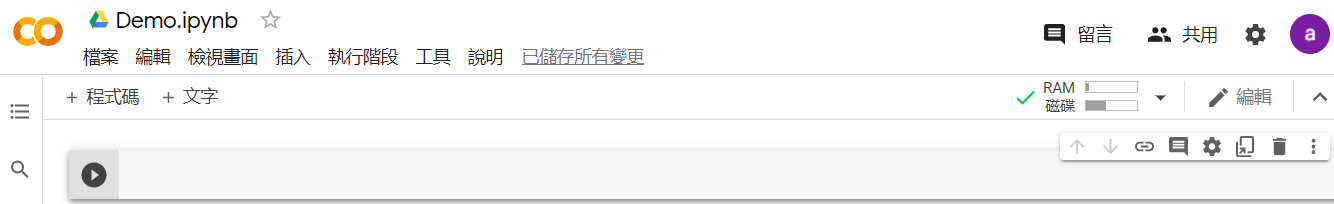 Demo.ipynb
留言
共用
a
檔案 編輯 檢視畫面 插入 執行階段 工具 說明 已儲存所有變更
+ 程式碼 + 文字
RAM
磁碟
編輯